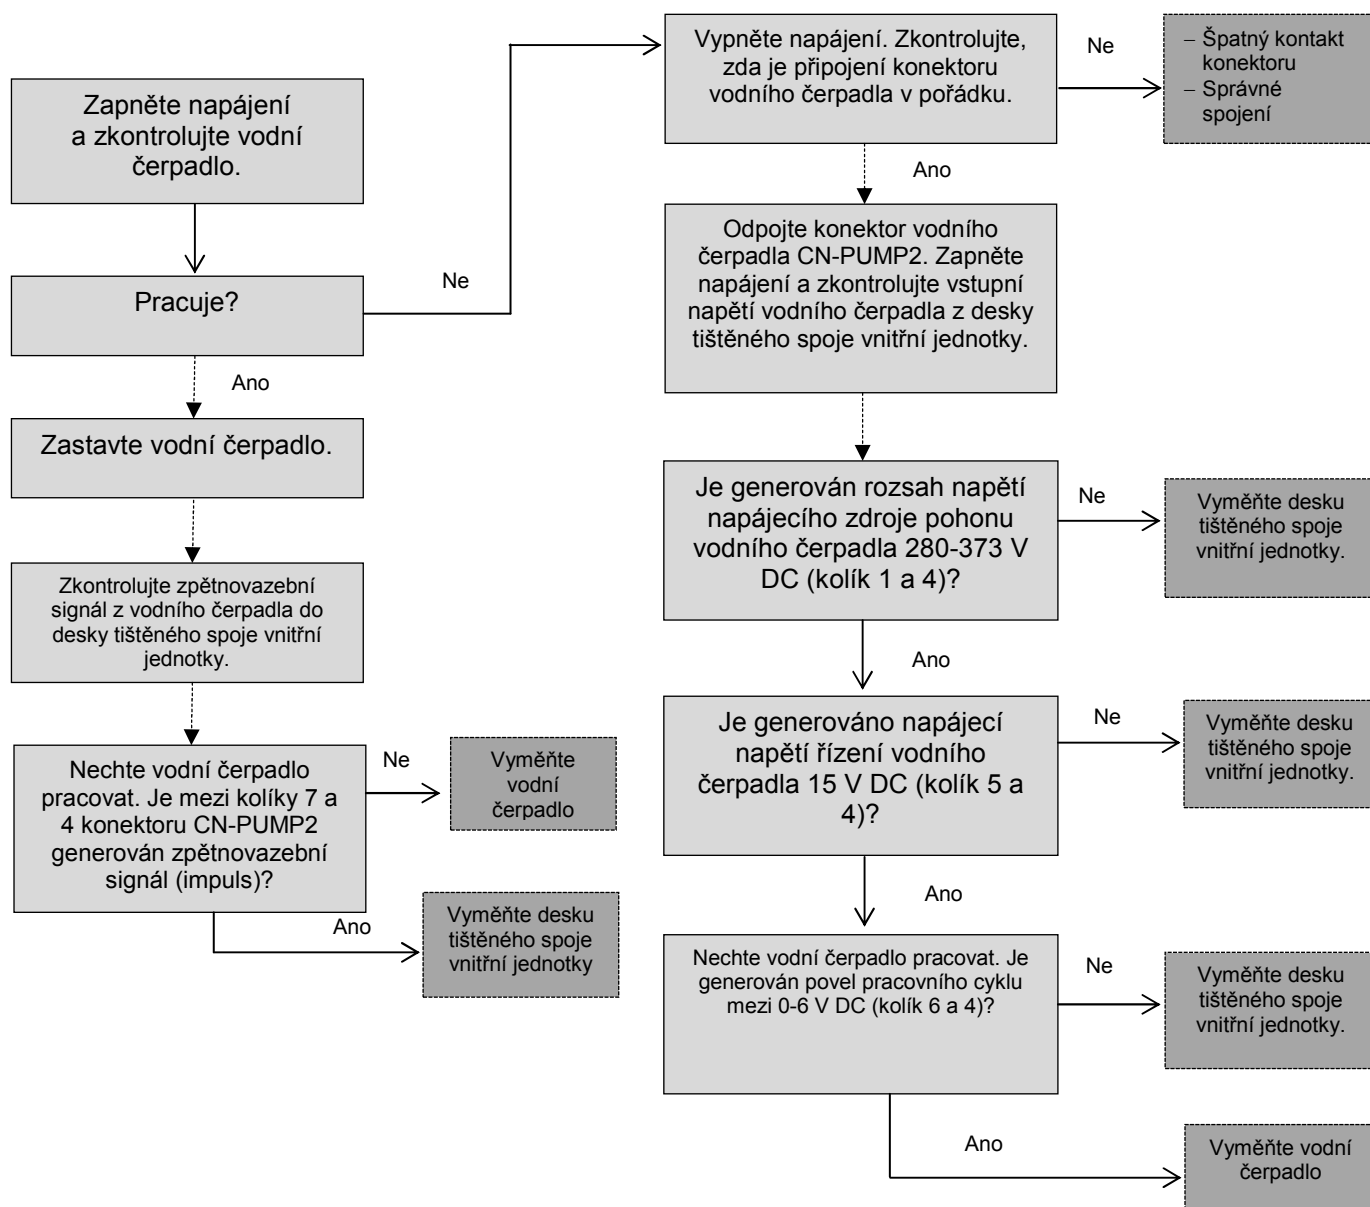 Zapněte napájení
a zkontrolujte vodní
čerpadlo.
Pracuje?
Ne
Ano
Zastavte vodní čerpadlo.
Zkontrolujte zpětnovazební
signál z vodního čerpadla do
desky tištěného spoje vnitřní
jednotky.
Nechte vodní čerpadlo
pracovat. Je mezi kolíky 7 a
4 konektoru CN-PUMP2
generován zpětnovazební
signál (impuls)?
Ne
Vyměňte
vodní
čerpadlo
Ano
Vyměňte desku
tištěného spoje
vnitřní jednotky
Vypněte napájení. Zkontrolujte,
zda je připojení konektoru
vodního čerpadla v pořádku.
Ne
– Špatný kontakt
konektoru
– Správné
spojení
Ano
Odpojte konektor vodního
čerpadla CN-PUMP2. Zapněte
napájení a zkontrolujte vstupní
napětí vodního čerpadla z desky
tištěného spoje vnitřní jednotky.
Je generován rozsah napětí
napájecího zdroje pohonu
vodního čerpadla 280-373 V
DC (kolík 1 a 4)?
Ne
Vyměňte desku
tištěného spoje
vnitřní jednotky.
Ano
Je generováno napájecí
napětí řízení vodního
čerpadla 15 V DC (kolík 5 a
4)?
Ne
Vyměňte desku
tištěného spoje
vnitřní jednotky.
Ano
Nechte vodní čerpadlo pracovat. Je
generován povel pracovního cyklu
mezi 0-6 V DC (kolík 6 a 4)?
Ne
Vyměňte desku
tištěného spoje
vnitřní jednotky.
Ano
Vyměňte vodní
čerpadlo